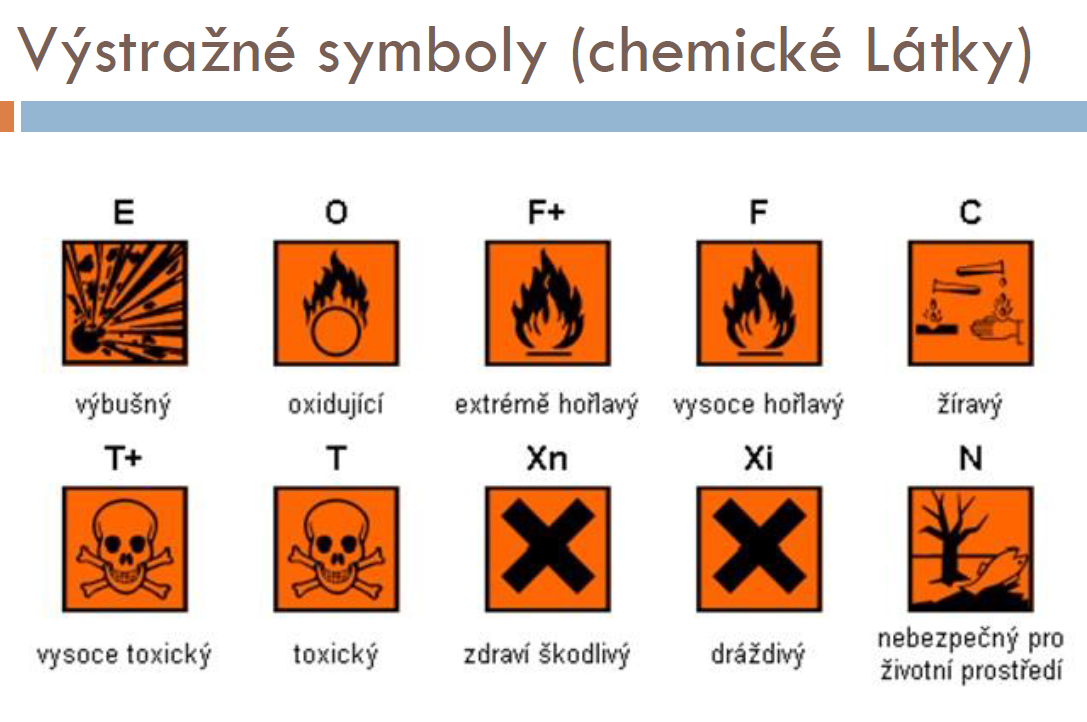 Výstražné symboly (chemické Látky)
E O F+ F C
výbušný oxidující extrémě hořlavý vysoce hořlavý žíravý
T+ T Xn Xi N
vysoce toxický toxický zdraví škodlivý dráždivý nebezpečný pro
životní prostředí